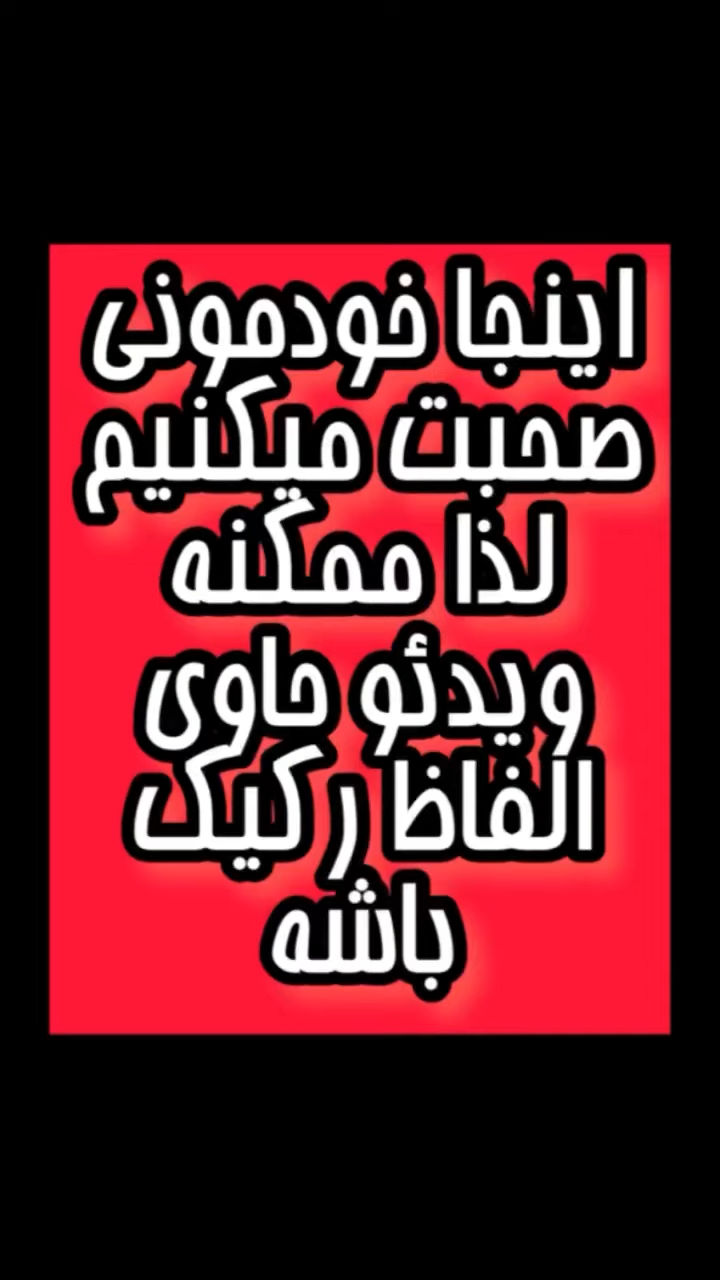 اینجا خودمونی
صحبت میکنیم
لذا ممکنه
ویدئو حاوی
الفاظ رکیک
باشه